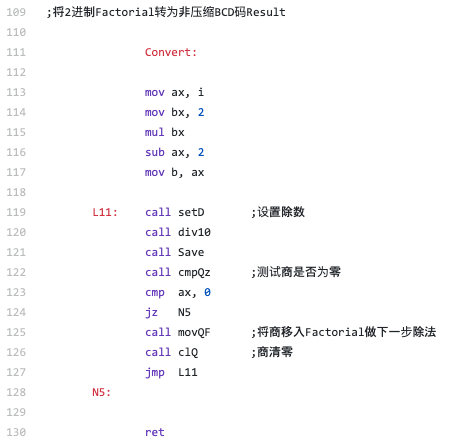 109 ;将2进制Factorial转为非压缩BCD码Result
110
111 Convert:
112
113 mov ax, i
114 mov bx, 2
115 mul bx
116 sub ax, 2
117 mov b, ax
118
119 L11: call setD ;设置除数
120 call div10
121 call Save
122 call cmpQz ;测试商是否为零
123 cmp ax, 0
124 jz N5
125 call movQF ;将商移入Factorial做下一步除法
126 call clQ ;商清零
127 jmp L11
128 N5:
129
130 ret